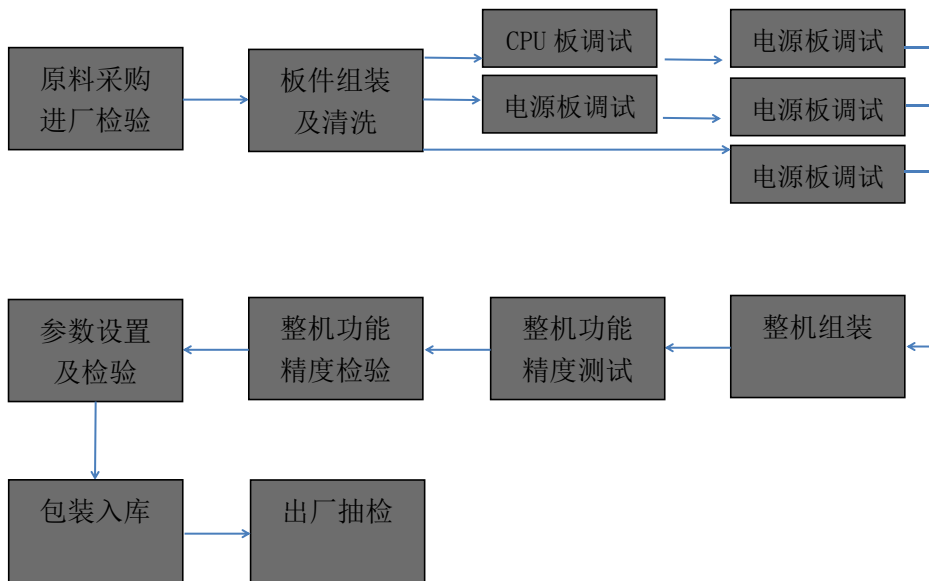 原料采购
进厂检验
板件组装
及清洗
CPU 板调试
电源板调试
电源板调试
电源板调试
电源板调试
参数设置
及检验
整机功能
精度检验
整机功能
精度测试
整机组装
包装入库
出厂抽检